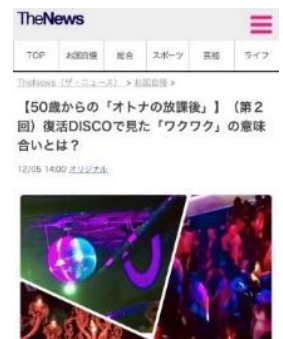 TheNews
TOP お国自慢 総合 スポーツ 芸能 ライフ
TheNews（ザ・ニュース） > お国自慢 >
【50歳からの「オトナの放課後」】（第2
回）復活DISCOで見た「ワクワク」の意味
合いとは？
12/05 14:00 オリジナル